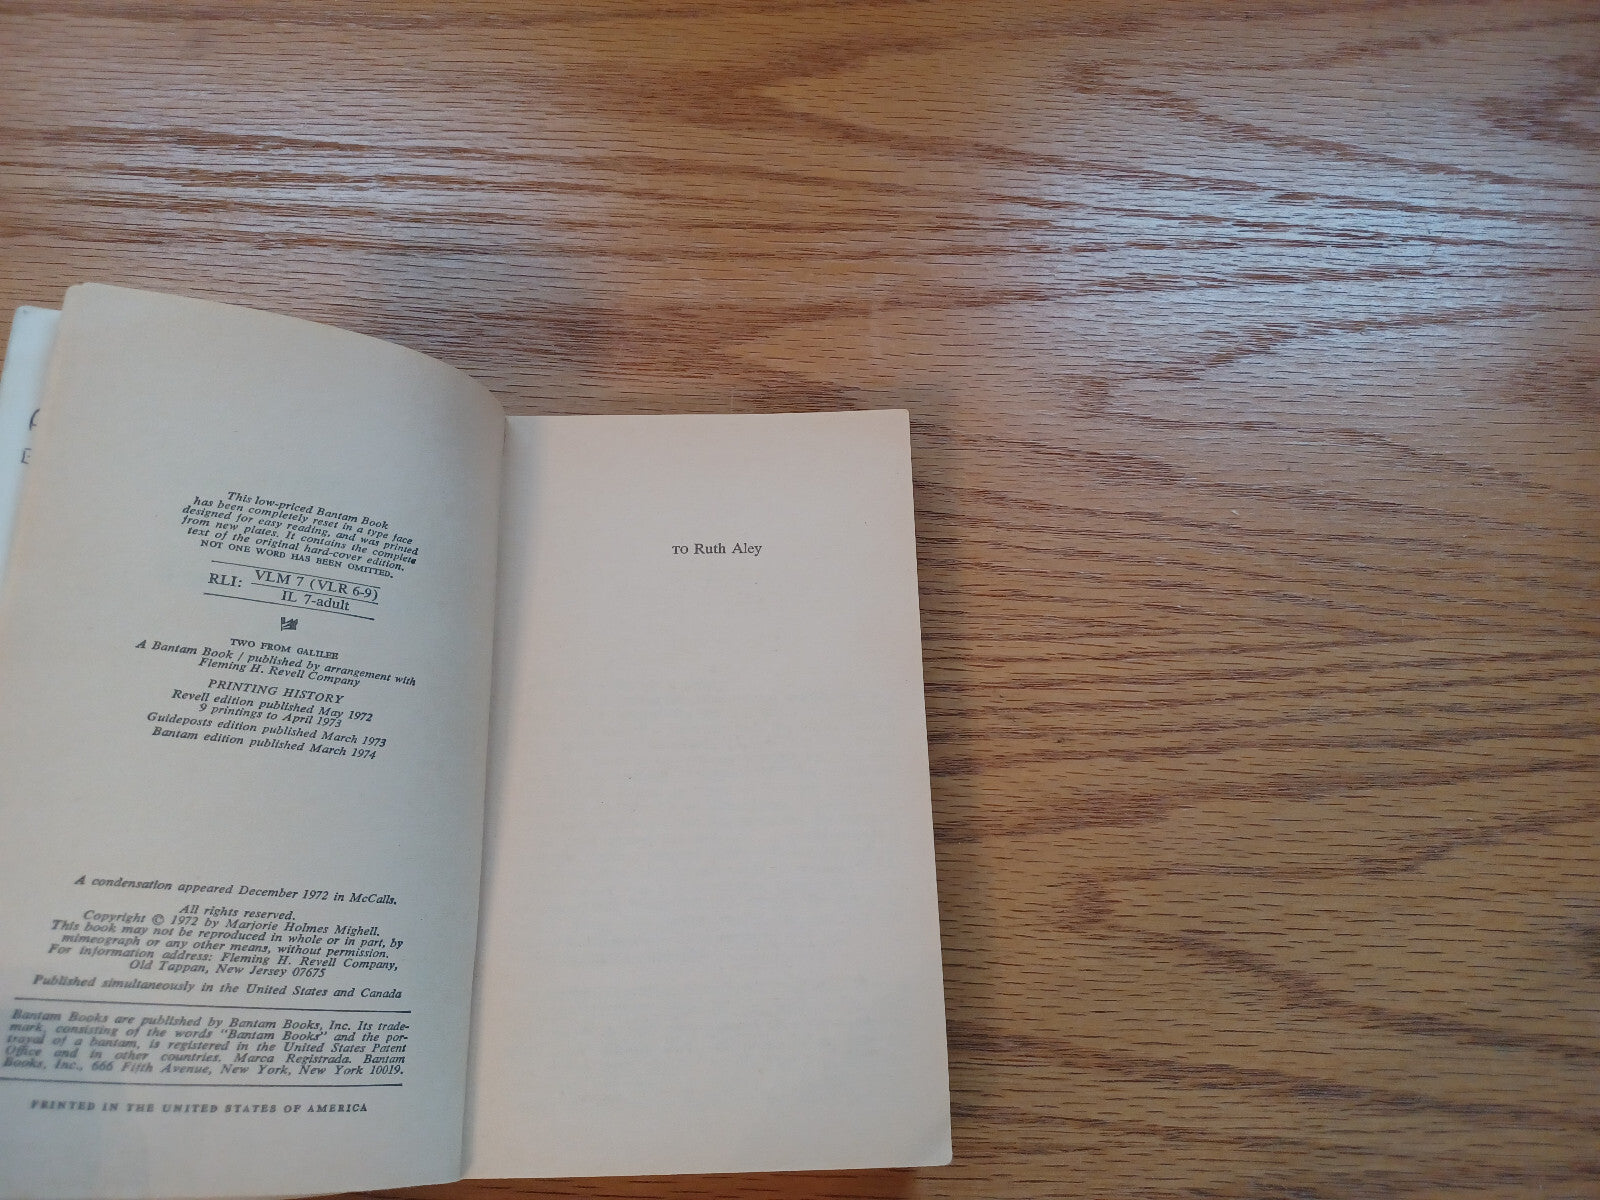 This low-priced Bantam Book
has been completely reset in a type face
designed for easy reading, and was printed
from new plates. It contains the complete
text of the original hard-cover edition.
NOT ONE WORD HAS BEEN OMITTED.
RLI: VLM 7 (VLR 6-9)
IL 7-adult
TWO FROM GALILEE
A Bantam Book / published by arrangement with
Fleming H. Revell Company
PRINTING HISTORY
Revell edition published May 1972
9 printings to April 1973
Guideposts edition published March 1973
Bantam edition published March 1974
A condensation appeared December 1972 in McCalls.
All rights reserved.
Copyright © 1972 by Marjorie Holmes Mighell.
This book may not be reproduced in whole or in part, by
mimeograph or any other means, without permission.
For information address: Fleming H. Revell Company,
Old Tappan, New Jersey 07675
Published simultaneously in the United States and Canada
Bantam Books are published by Bantam Books, Inc. Its trade-
mark, consisting of the words "Bantam Books" and the por-
trayal of a bantam, is registered in the United States Patent
Office and in other countries. Marca Registrada. Bantam
Books, Inc., 666 Fifth Avenue, New York, New York 10019.
PRINTED IN THE UNITED STATES OF AMERICA
TO Ruth Aley